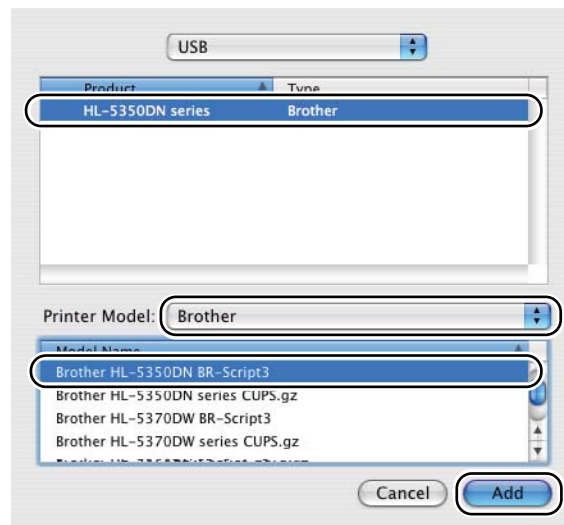 USB
Product Type
HL-5350DN series Brother
Printer Model: Brother
Model Name
Brother HL-5350DN BR-Script3
Brother HL-5350DN series CUPS.gz
Brother HL-5370DW BR-Script3
Brother HL-5370DW series CUPS.gz
Cancel Add